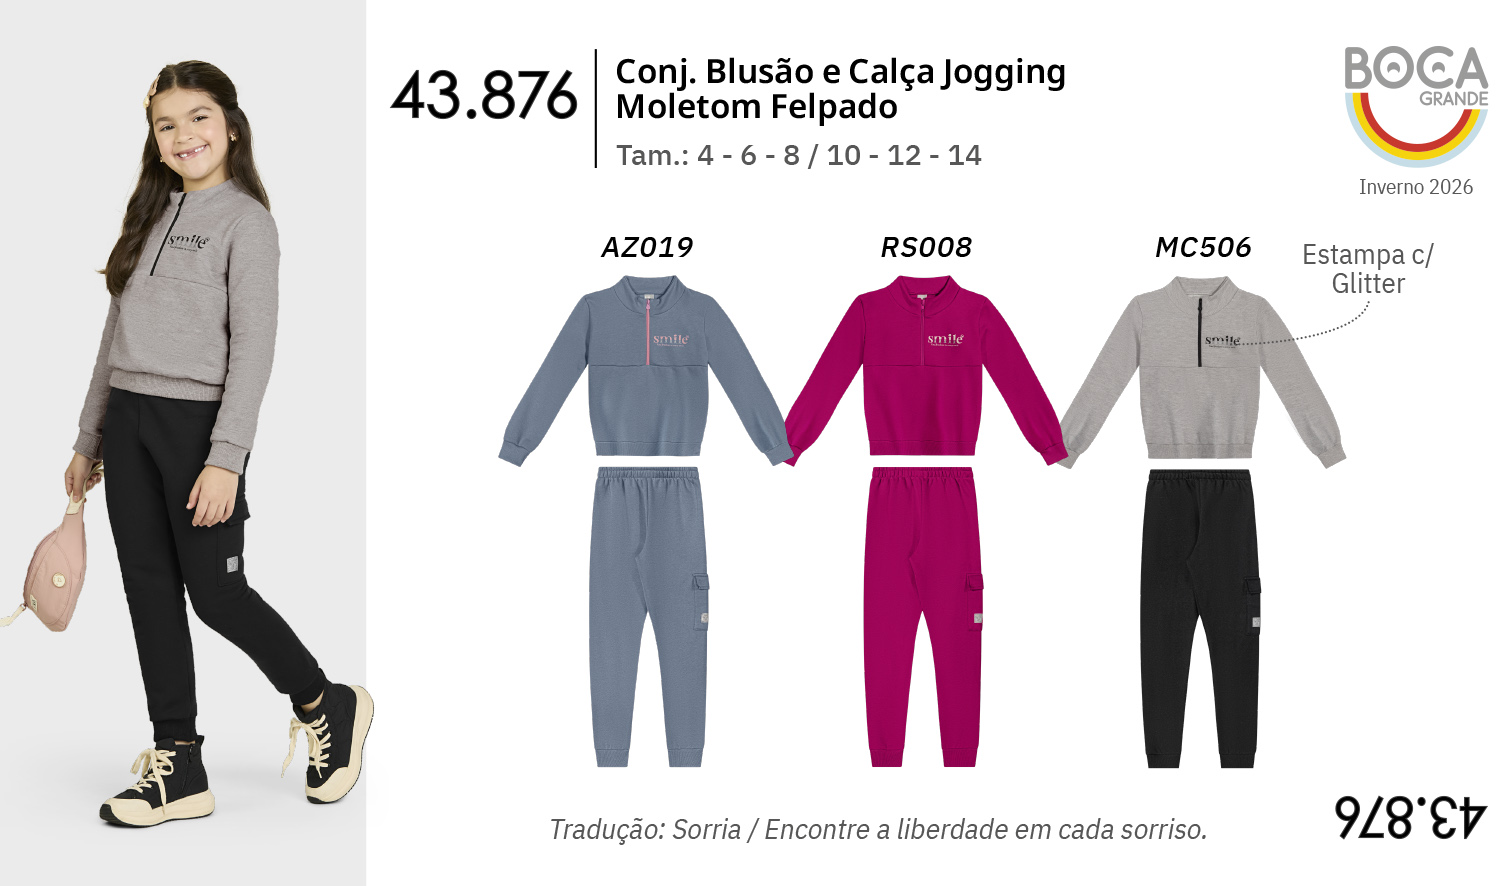 43.876
Conj. Blusão e Calça Jogging
Moletom Felpado
Tam.: 4 - 6 - 8 / 10 - 12 - 14
BOCA
GRANDE
Inverno 2026
AZ019
RS008
MC506
Estampa c/
Glitter
smile
smile
smile
smile
Tradução: Sorria / Encontre a liberdade em cada sorriso.
43.876